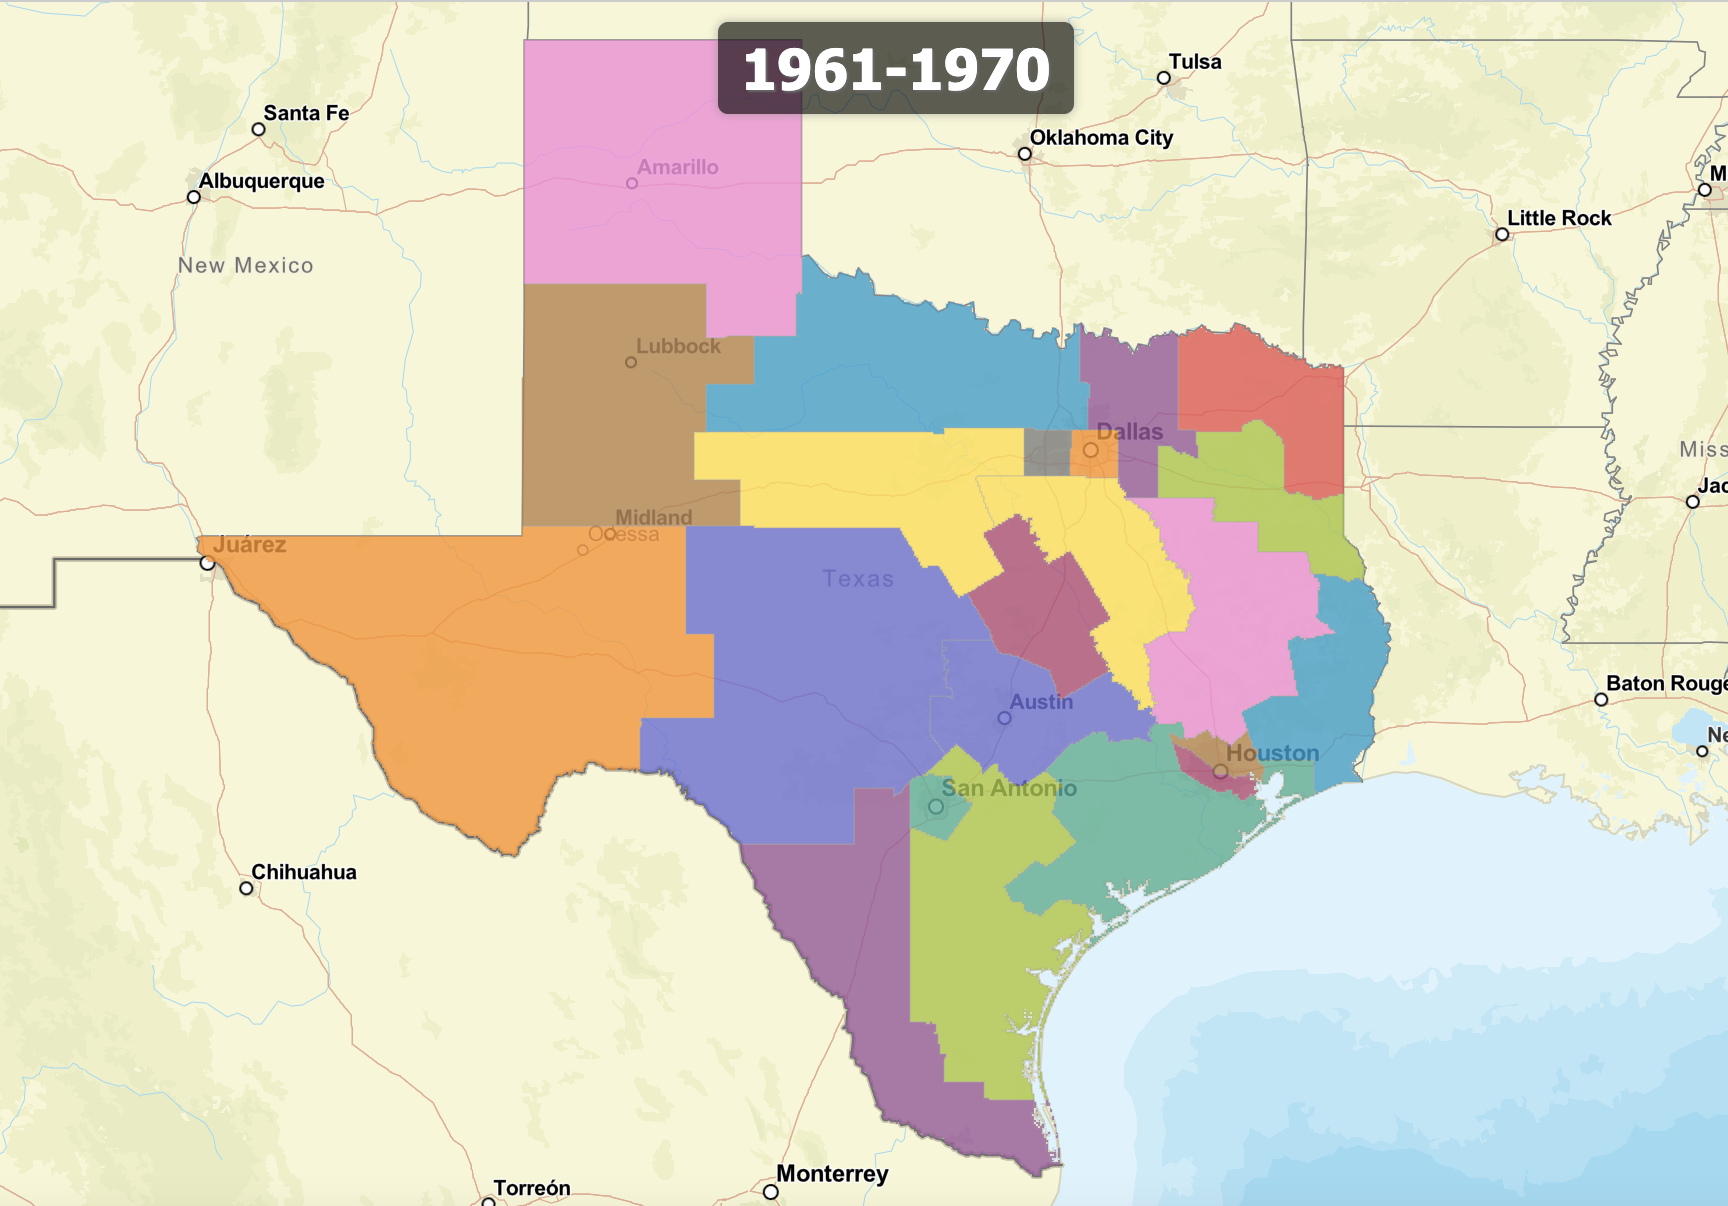 1961-1970
Tulsa
Santa Fe
Oklahoma City
Amarillo
Albuquerque
M
Little Rock
New Mexico
Lubbock
Dallas
Miss
Jac
Midland
Odessa
Juárez
Texas
Baton Rouge
Austin
Ne
Houston
San Antonio
Chihuahua
Monterrey
Torreón